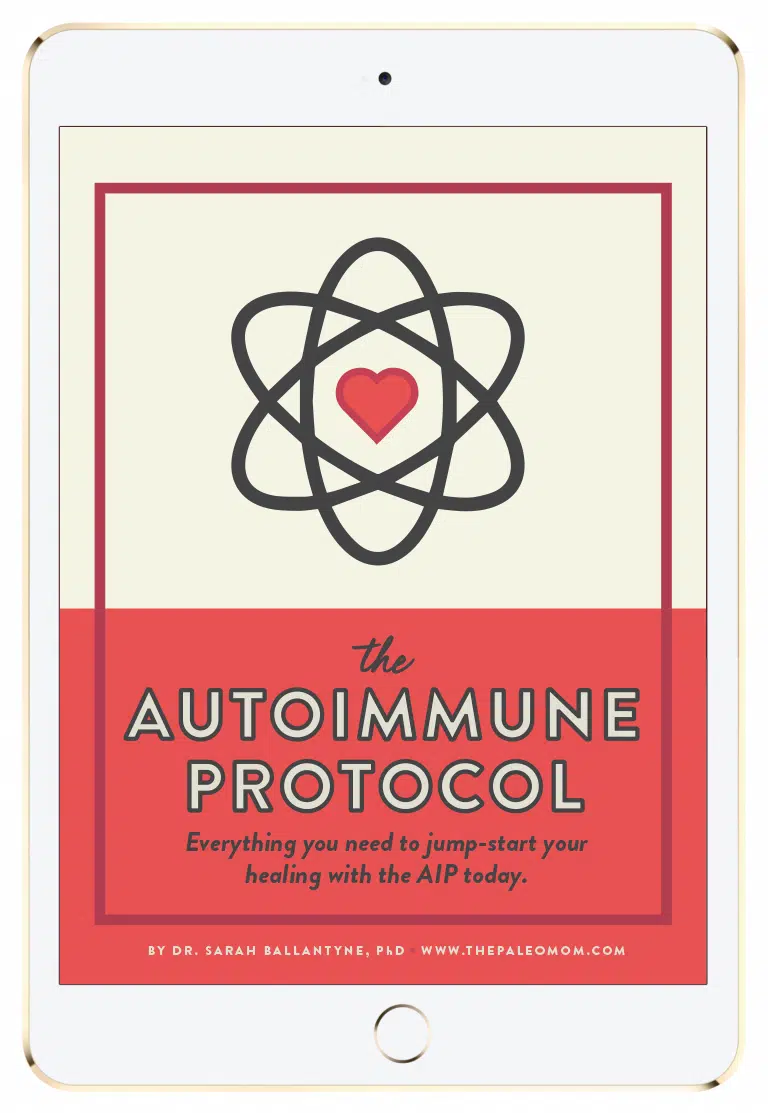 the
AUTOIMMUNE
PROTOCOL
Everything you need to jump-start your
healing with the AIP today.
BY DR. SARAH BALLANTYNE, PhD • WWW.THEPALEOMOM.COM